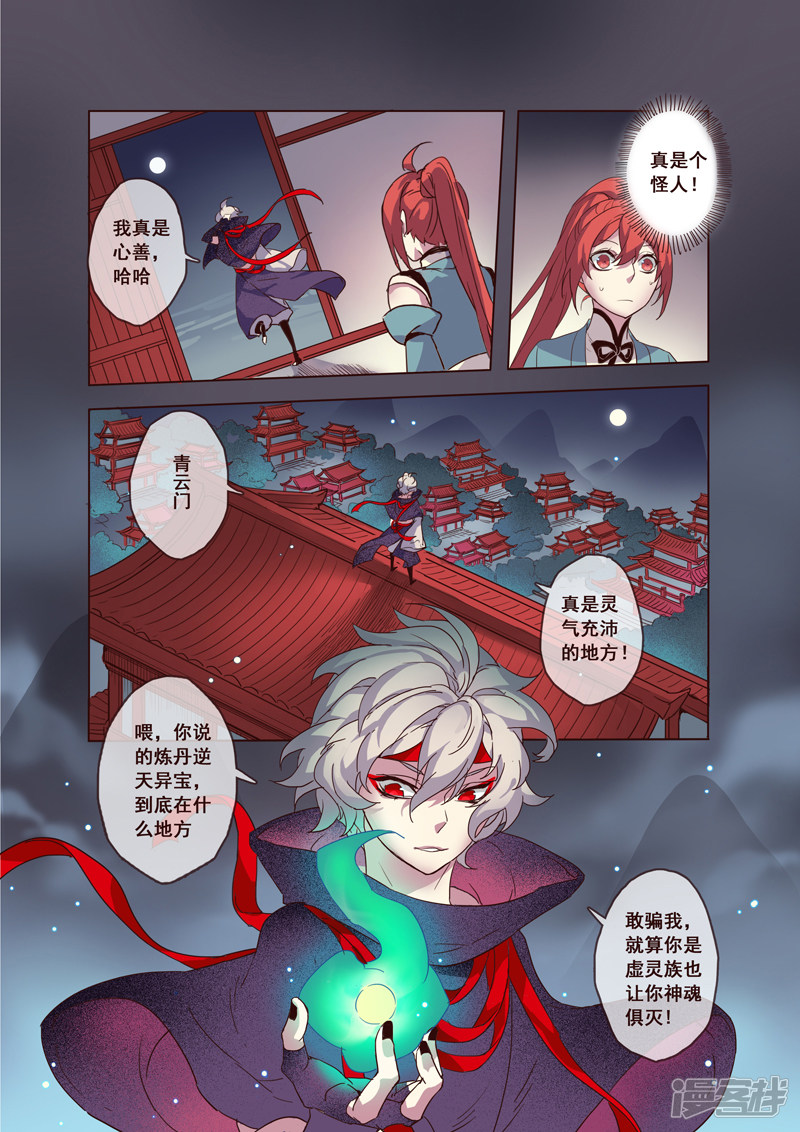 我真是
心善，
哈哈
真是个
怪人！
青云
门
真是灵
气充沛
的地方！
喂，你说
的炼丹逆
天异宝，
到底在什
么地方
敢骗我，
就算你是
虚灵族也
让你神魂
俱灭！
漫客栈